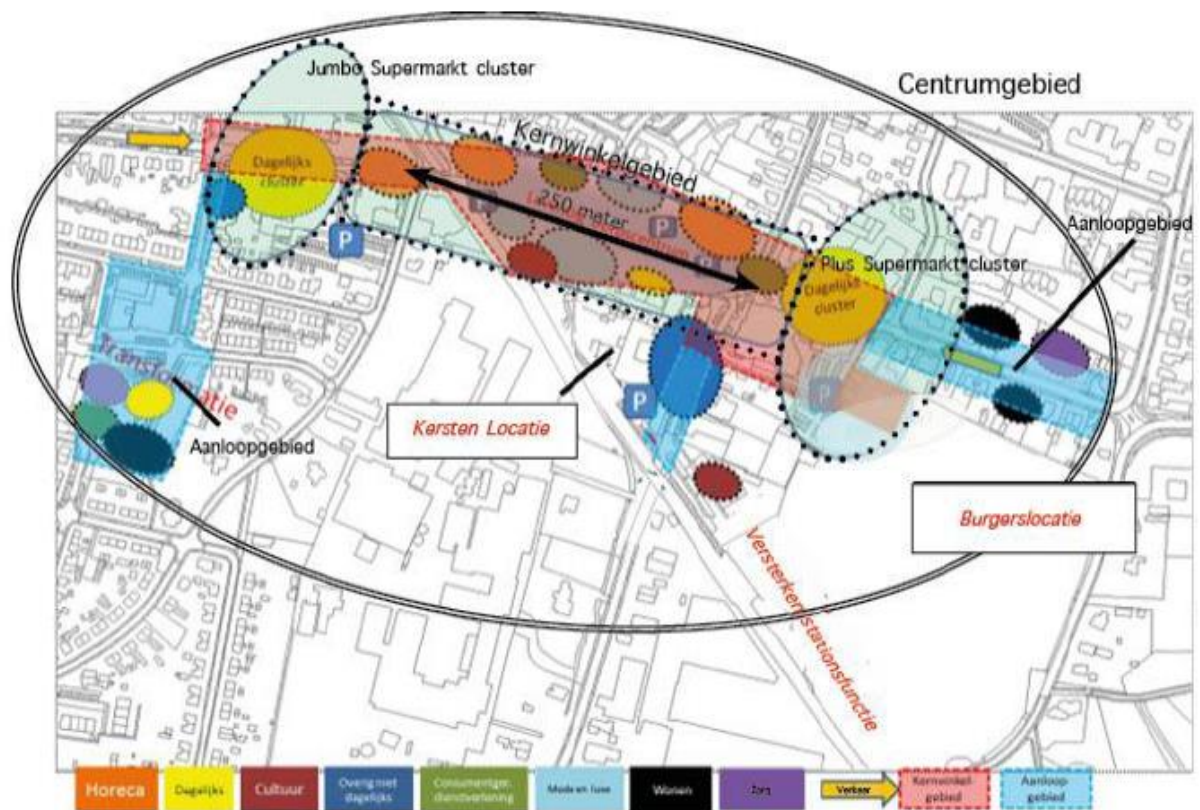 Jumbo Supermarkt cluster
Centrumgebied
Kernwinkelgebied
Dagelijks
cluster
250 meter
Aanloopgebied
Plus Supermarkt cluster
Dagelijks
cluster
P
P
P
P
Transformatie
Aanloopgebied
Kersten Locatie
Burgerslocatie
Versterken stationsfunctie
Horeca
Dagelijks
Cultuur
Overig niet
dagelijks
Consumentger.
dienstverlening
Mode en luxe
Wonen
Zorg
Verkeer
Kernwinkel-
gebied
Aanloop
gebied